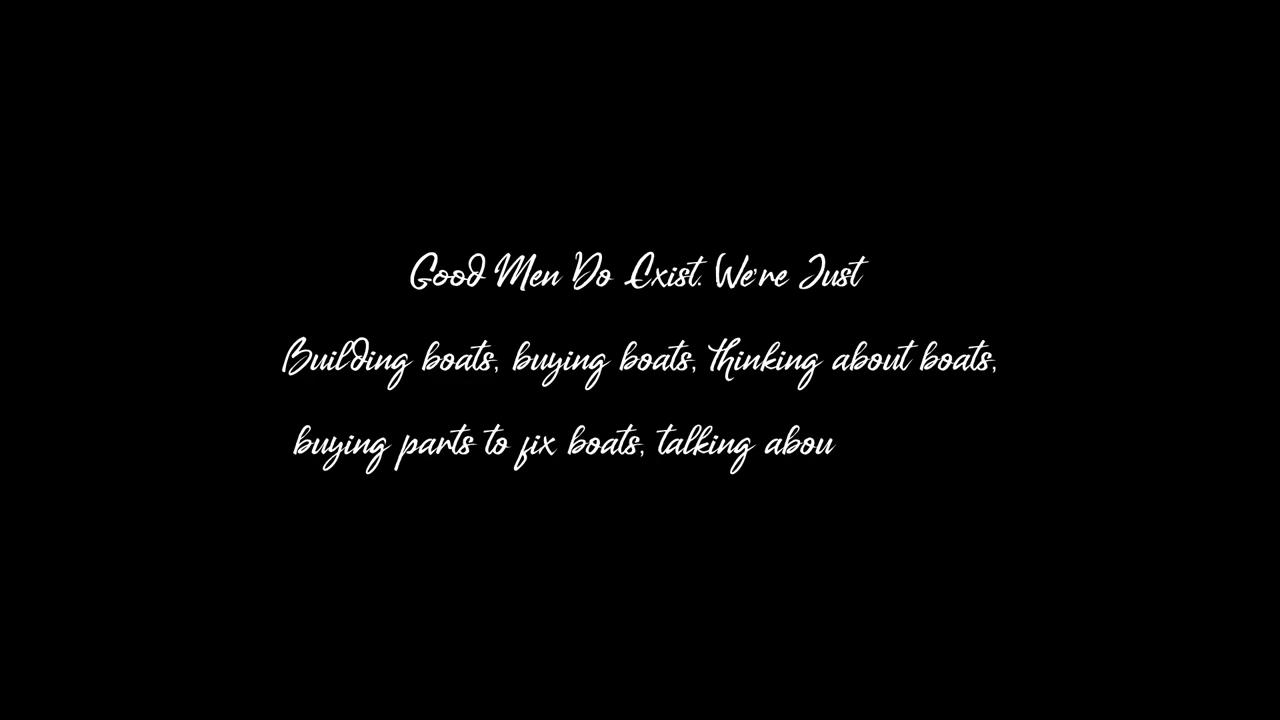 Good Men Do Exist. We're Just
Building boats, buying boats, thinking about boats,
buying parts to fix boats, talking abou